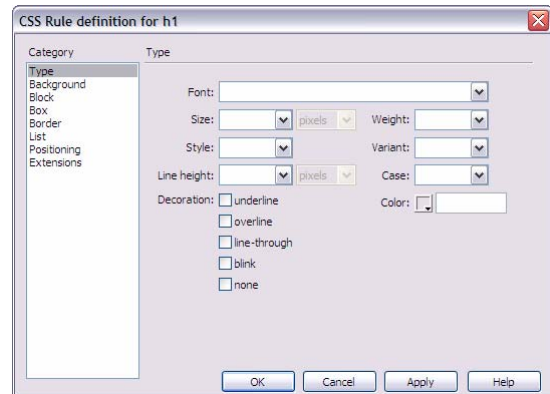 CSS Rule definition for h1
Category
Type
Type
Background
Block
Box
Border
List
Positioning
Extensions
Font:
Size: pixels Weight:
Style: Variant:
Line height: pixels Case:
Decoration: underline Color:
overline
line-through
blink
none
OK Cancel Apply Help